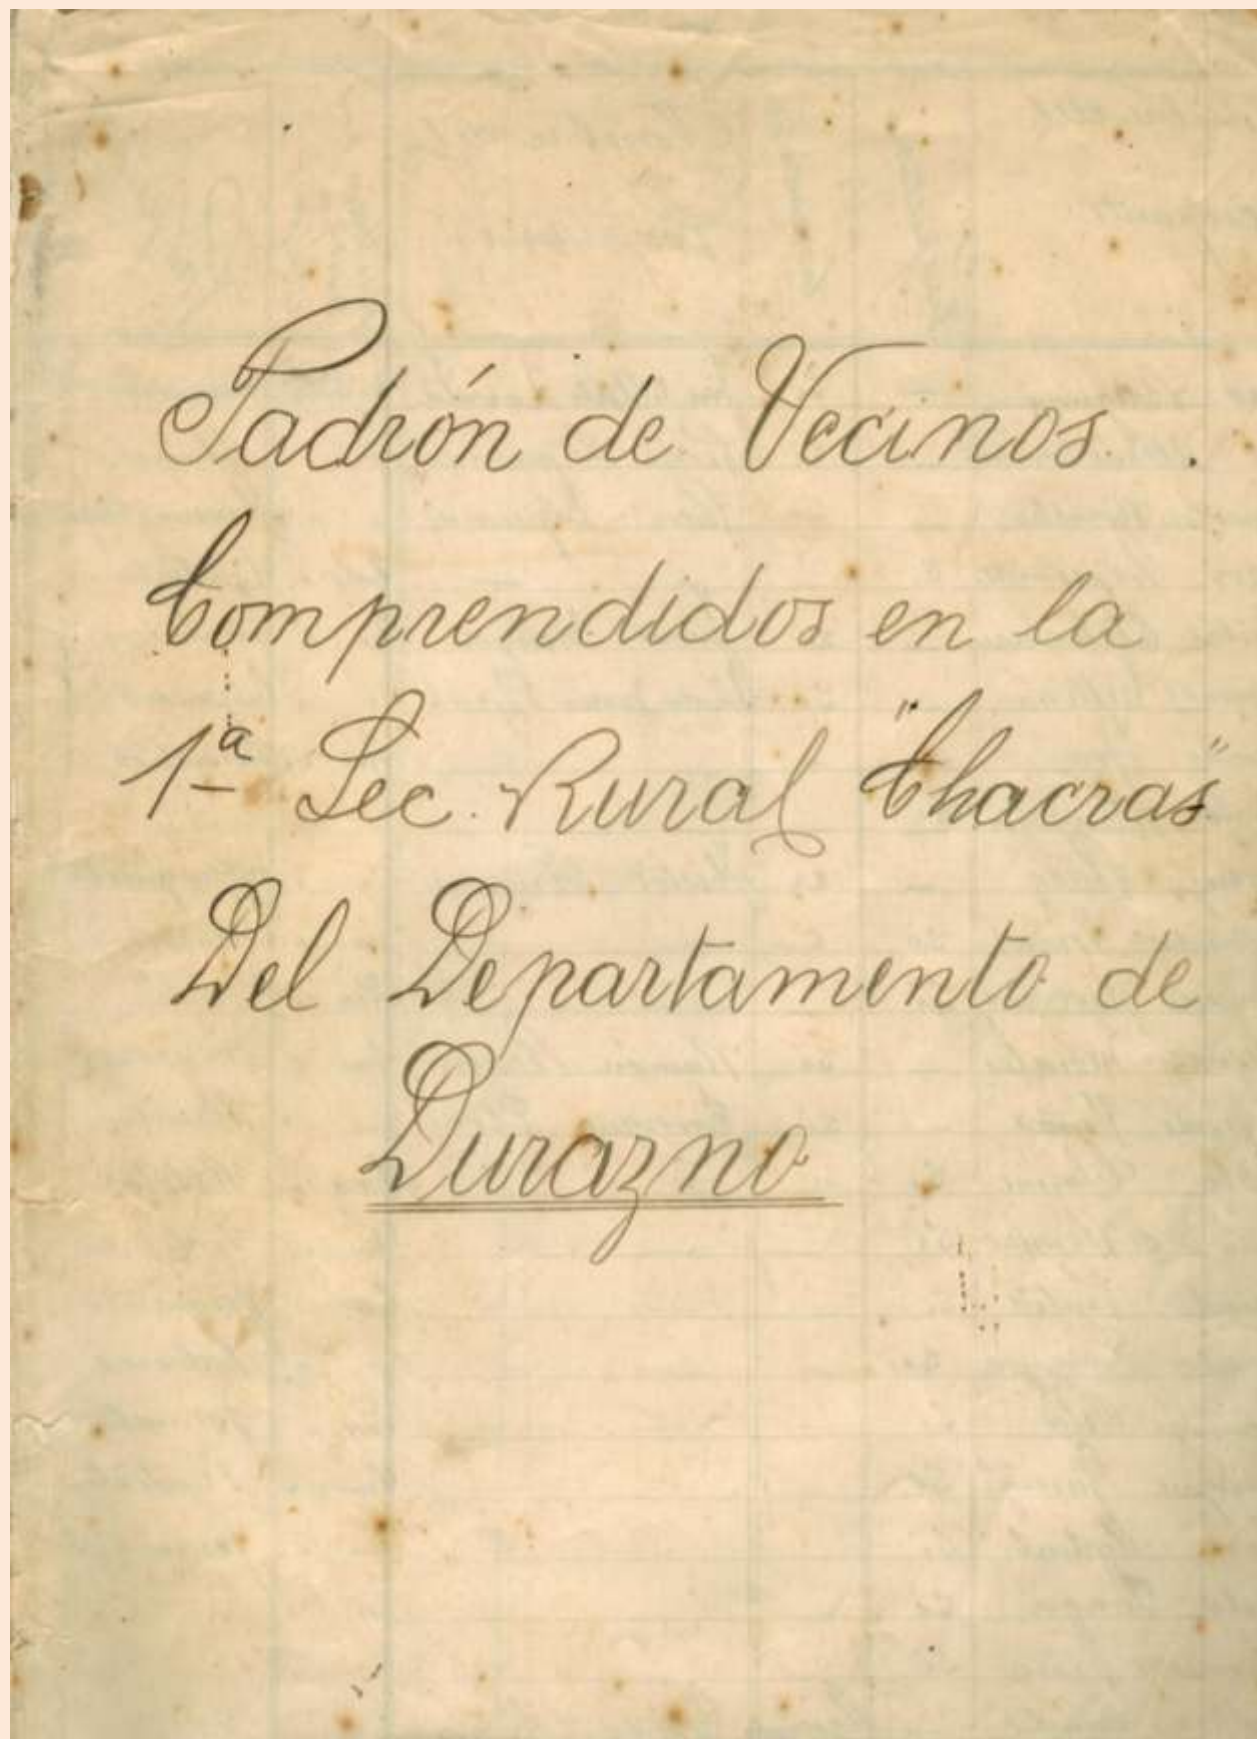 Padrón de Vecinos.
Comprendidos en la
1ª Sec. Rural "Chacras"
Del Departamento de
Durazno